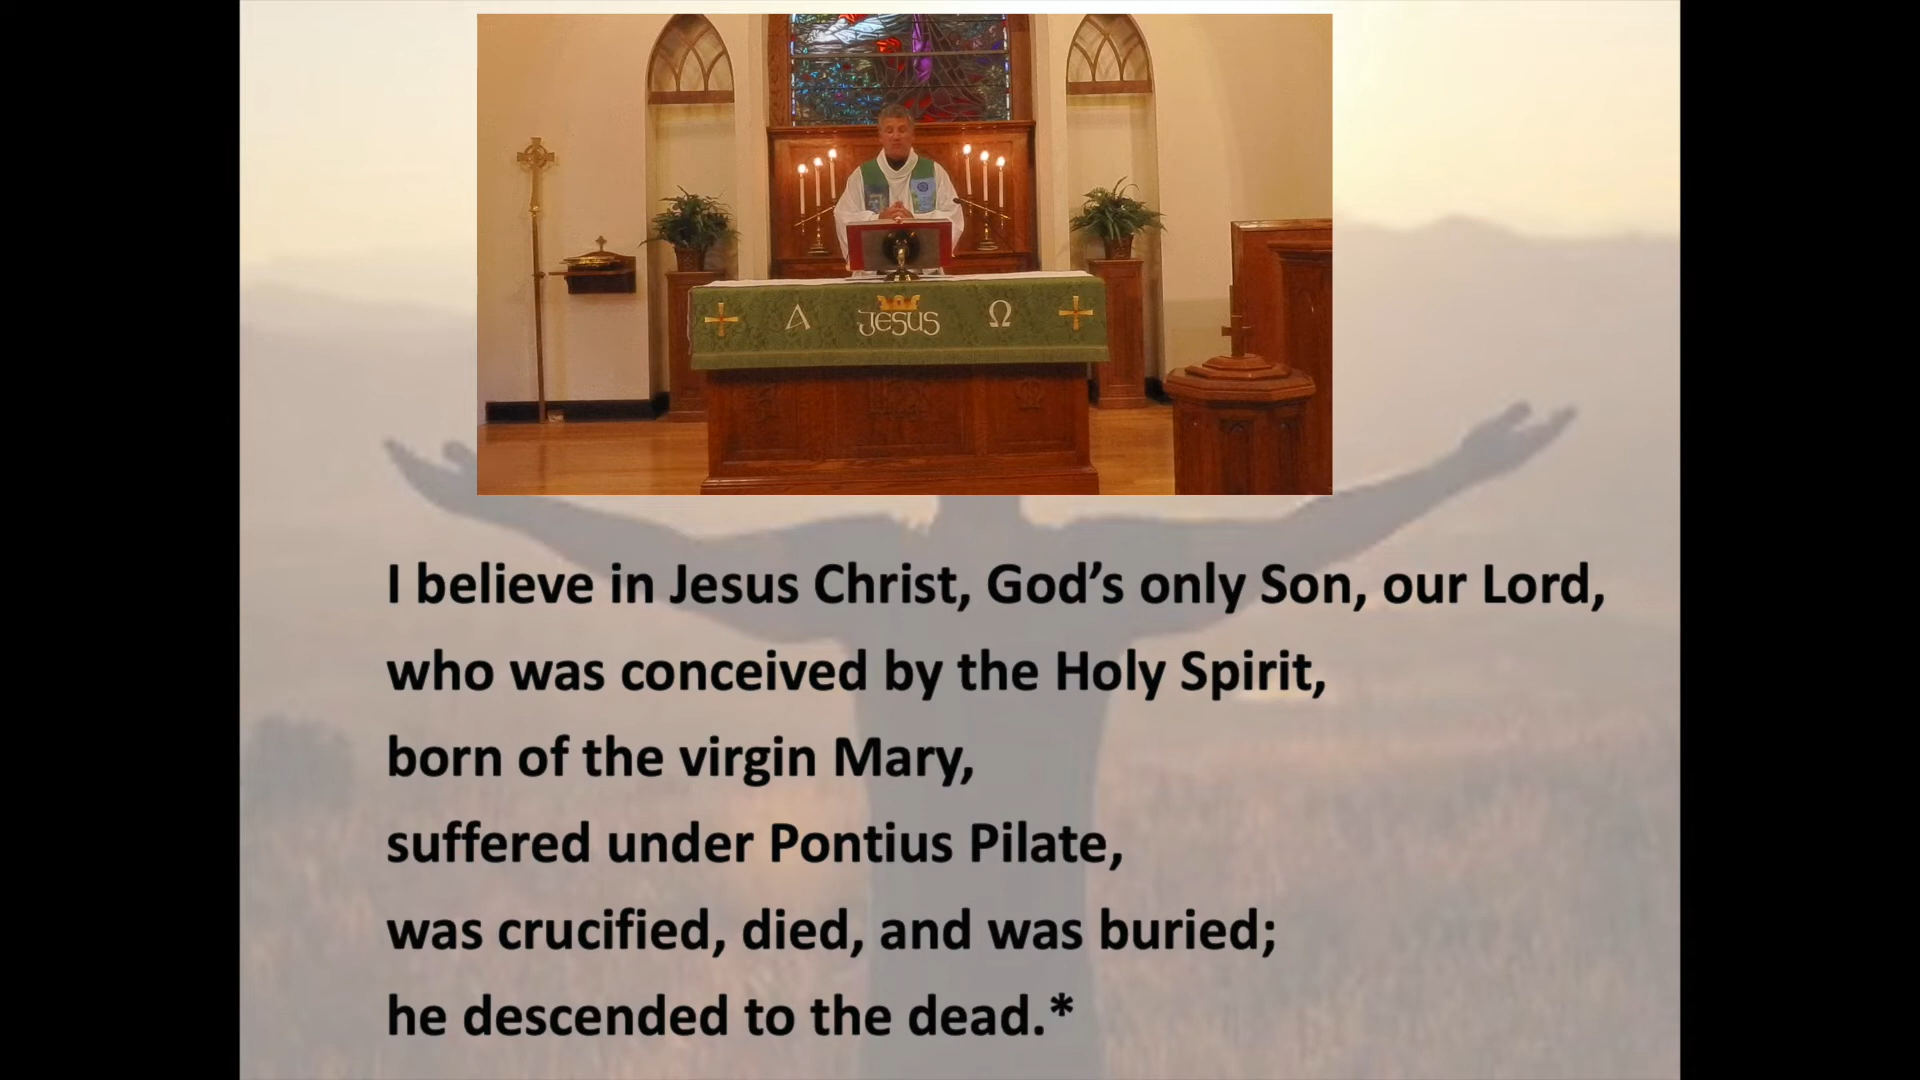 Α JESUS Ω
I believe in Jesus Christ, God’s only Son, our Lord,
who was conceived by the Holy Spirit,
born of the virgin Mary,
suffered under Pontius Pilate,
was crucified, died, and was buried;
he descended to the dead.*